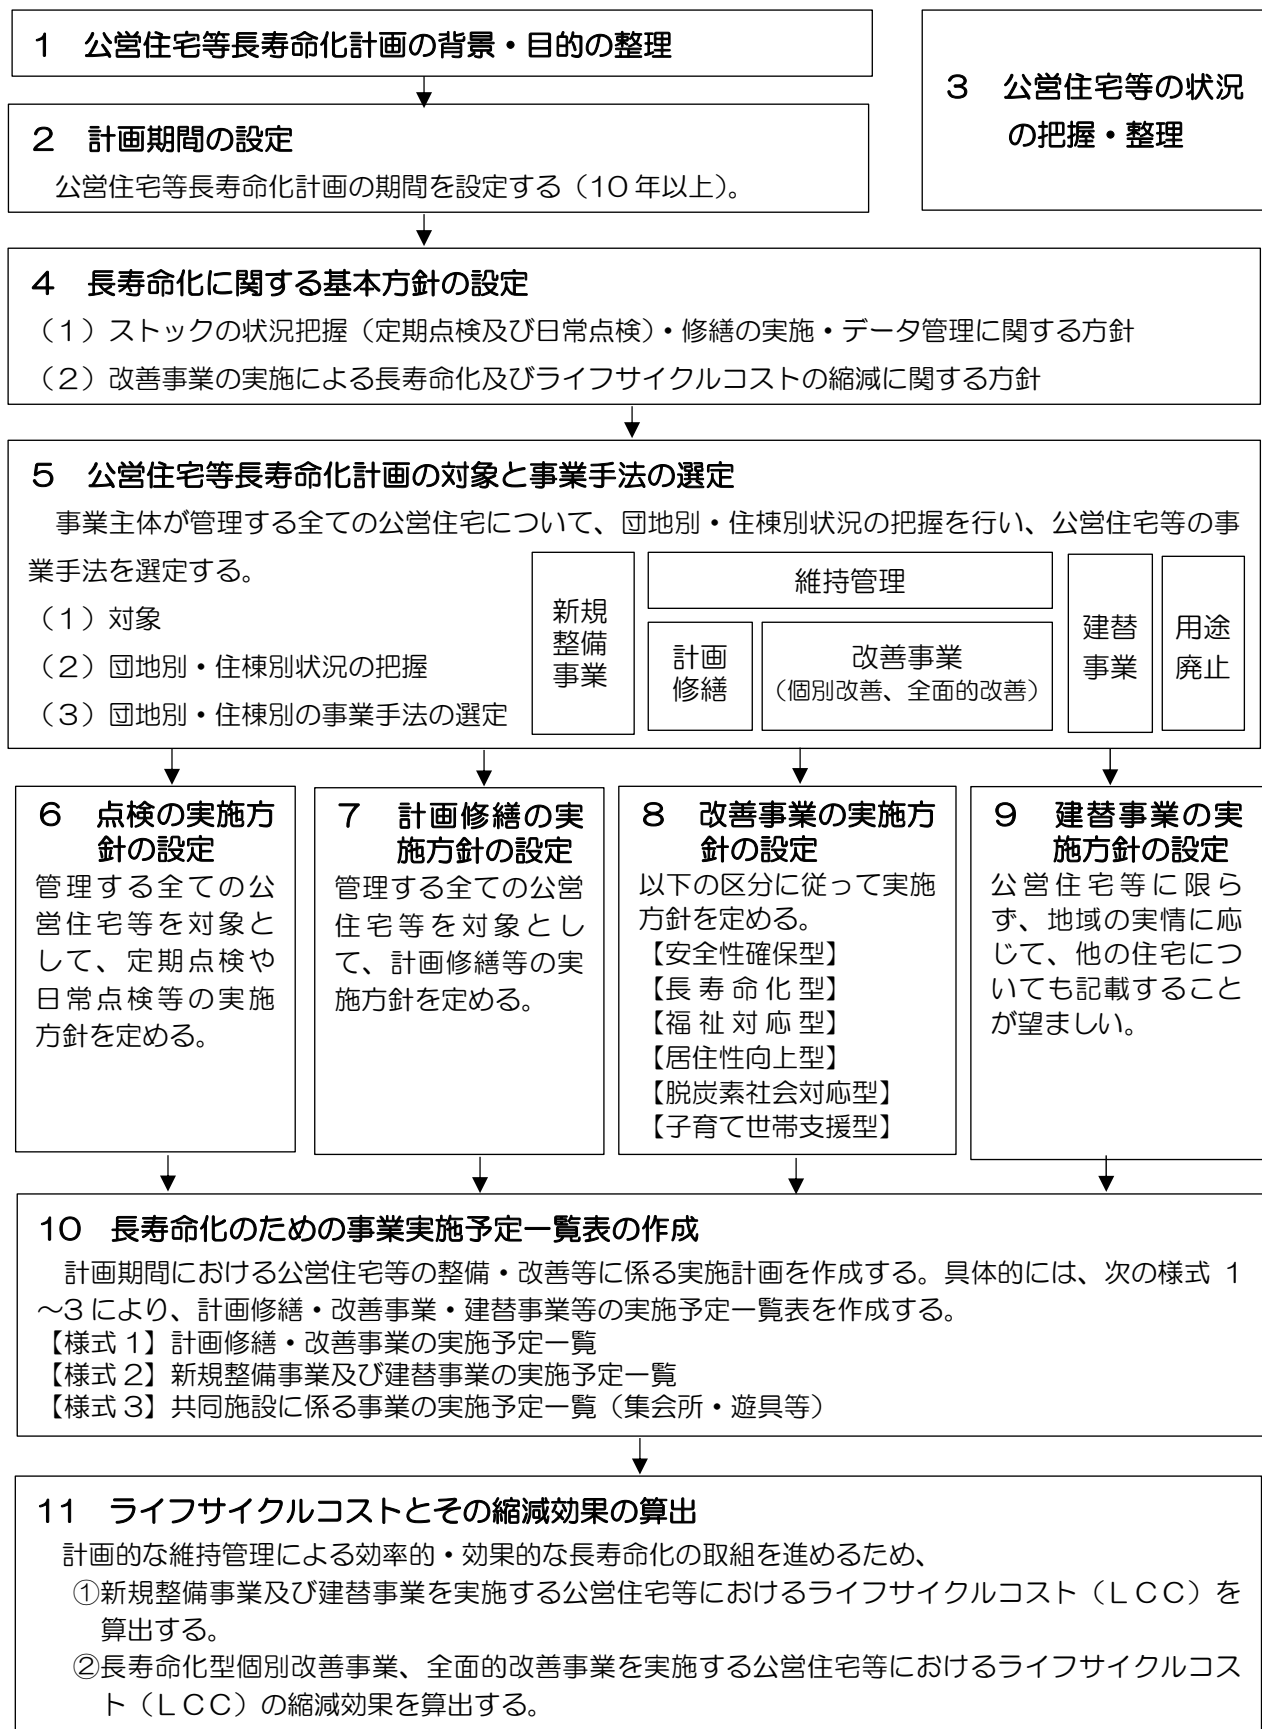 1 公営住宅等長寿命化計画の背景・目的の整理
2 計画期間の設定
公営住宅等長寿命化計画の期間を設定する（10年以上）。
3 公営住宅等の状況
の把握・整理
4 長寿命化に関する基本方針の設定
（１）ストックの状況把握（定期点検及び日常点検）・修繕の実施・データ管理に関する方針
（２）改善事業の実施による長寿命化及びライフサイクルコストの縮減に関する方針
5 公営住宅等長寿命化計画の対象と事業手法の選定
事業主体が管理する全ての公営住宅について、団地別・住棟別状況の把握を行い、公営住宅等の事
業手法を選定する。
（１）対象
（２）団地別・住棟別状況の把握
（３）団地別・住棟別の事業手法の選定
新規
整備
事業
維持管理
計画
修繕
改善事業
（個別改善、全面的改善）
建替
事業
用途
廃止
6 点検の実施方
針の設定
管理する全ての公
営住宅等を対象と
して、定期点検や
日常点検等の実施
方針を定める。
7 計画修繕の実
施方針の設定
管理する全ての公営
住宅等を対象とし
て、計画修繕等の実
施方針を定める。
8 改善事業の実施方
針の設定
以下の区分に従って実施
方針を定める。
【安全性確保型】
【長寿命化型】
【福祉対応型】
【居住性向上型】
【脱炭素社会対応型】
【子育て世帯支援型】
9 建替事業の実
施方針の設定
公営住宅等に限ら
ず、地域の実情に応
じて、他の住宅につ
いても記載すること
が望ましい。
10 長寿命化のための事業実施予定一覧表の作成
計画期間における公営住宅等の整備・改善等に係る実施計画を作成する。具体的には、次の様式 1
～3により、計画修繕・改善事業・建替事業等の実施予定一覧表を作成する。
【様式1】計画修繕・改善事業の実施予定一覧
【様式2】新規整備事業及び建替事業の実施予定一覧
【様式3】共同施設に係る事業の実施予定一覧（集会所・遊具等）
11 ライフサイクルコストとその縮減効果の算出
計画的な維持管理による効率的・効果的な長寿命化の取組を進めるため、
①新規整備事業及び建替事業を実施する公営住宅等におけるライフサイクルコスト（ＬＣＣ）を
算出する。
②長寿命化型個別改善事業、全面的改善事業を実施する公営住宅等におけるライフサイクルコス
ト（ＬＣＣ）の縮減効果を算出する。